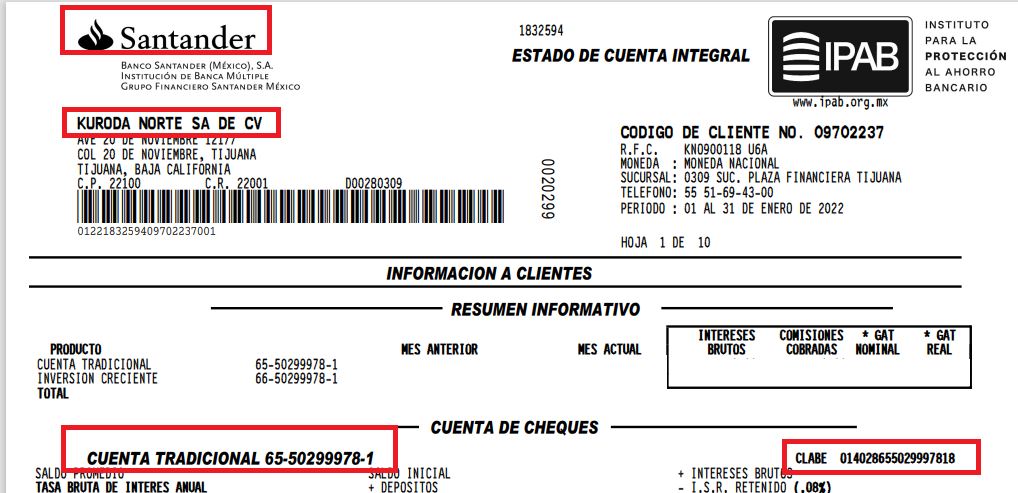 Santander
BANCO SANTANDER (MÉXICO), S.A.
INSTITUCIÓN DE BANCA MÚLTIPLE
GRUPO FINANCIERO SANTANDER MÉXICO
1832594
ESTADO DE CUENTA INTEGRAL
IPAB
INSTITUTO
PARA LA
PROTECCIÓN
AL AHORRO
BANCARIO
www.ipab.org.mx
KURODA NORTE SA DE CV
AVE 20 DE NOVIEMBRE 12177
COL 20 DE NOVIEMBRE, TIJUANA
TIJUANA, BAJA CALIFORNIA
C.P. 22100 C.R. 22001 D00280309
012218325940970223​7001
0020299
CODIGO DE CLIENTE NO. 09702237
R.F.C. KNO900118 U6A
MONEDA : MONEDA NACIONAL
SUCURSAL: 0309 SUC. PLAZA FINANCIERA TIJUANA
TELEFONO: 55 51-69-43-00
PERIODO : 01 AL 31 DE ENERO DE 2022
HOJA 1 DE 10
INFORMACION A CLIENTES
RESUMEN INFORMATIVO
PRODUCTO MES ANTERIOR MES ACTUAL INTERESES BRUTOS COMISIONES COBRADAS * GAT NOMINAL * GAT REAL
CUENTA TRADICIONAL 65-50299978-1
INVERSION CRECIENTE 66-50299978-1
TOTAL
CUENTA DE CHEQUES
CUENTA TRADICIONAL 65-50299978-1 CLABE 014028655029997818
SALDO PROMEDIO SALDO INICIAL + INTERESES BRUTOS
TASA BRUTA DE INTERES ANUAL + DEPOSITOS - I.S.R. RETENIDO (.08%)